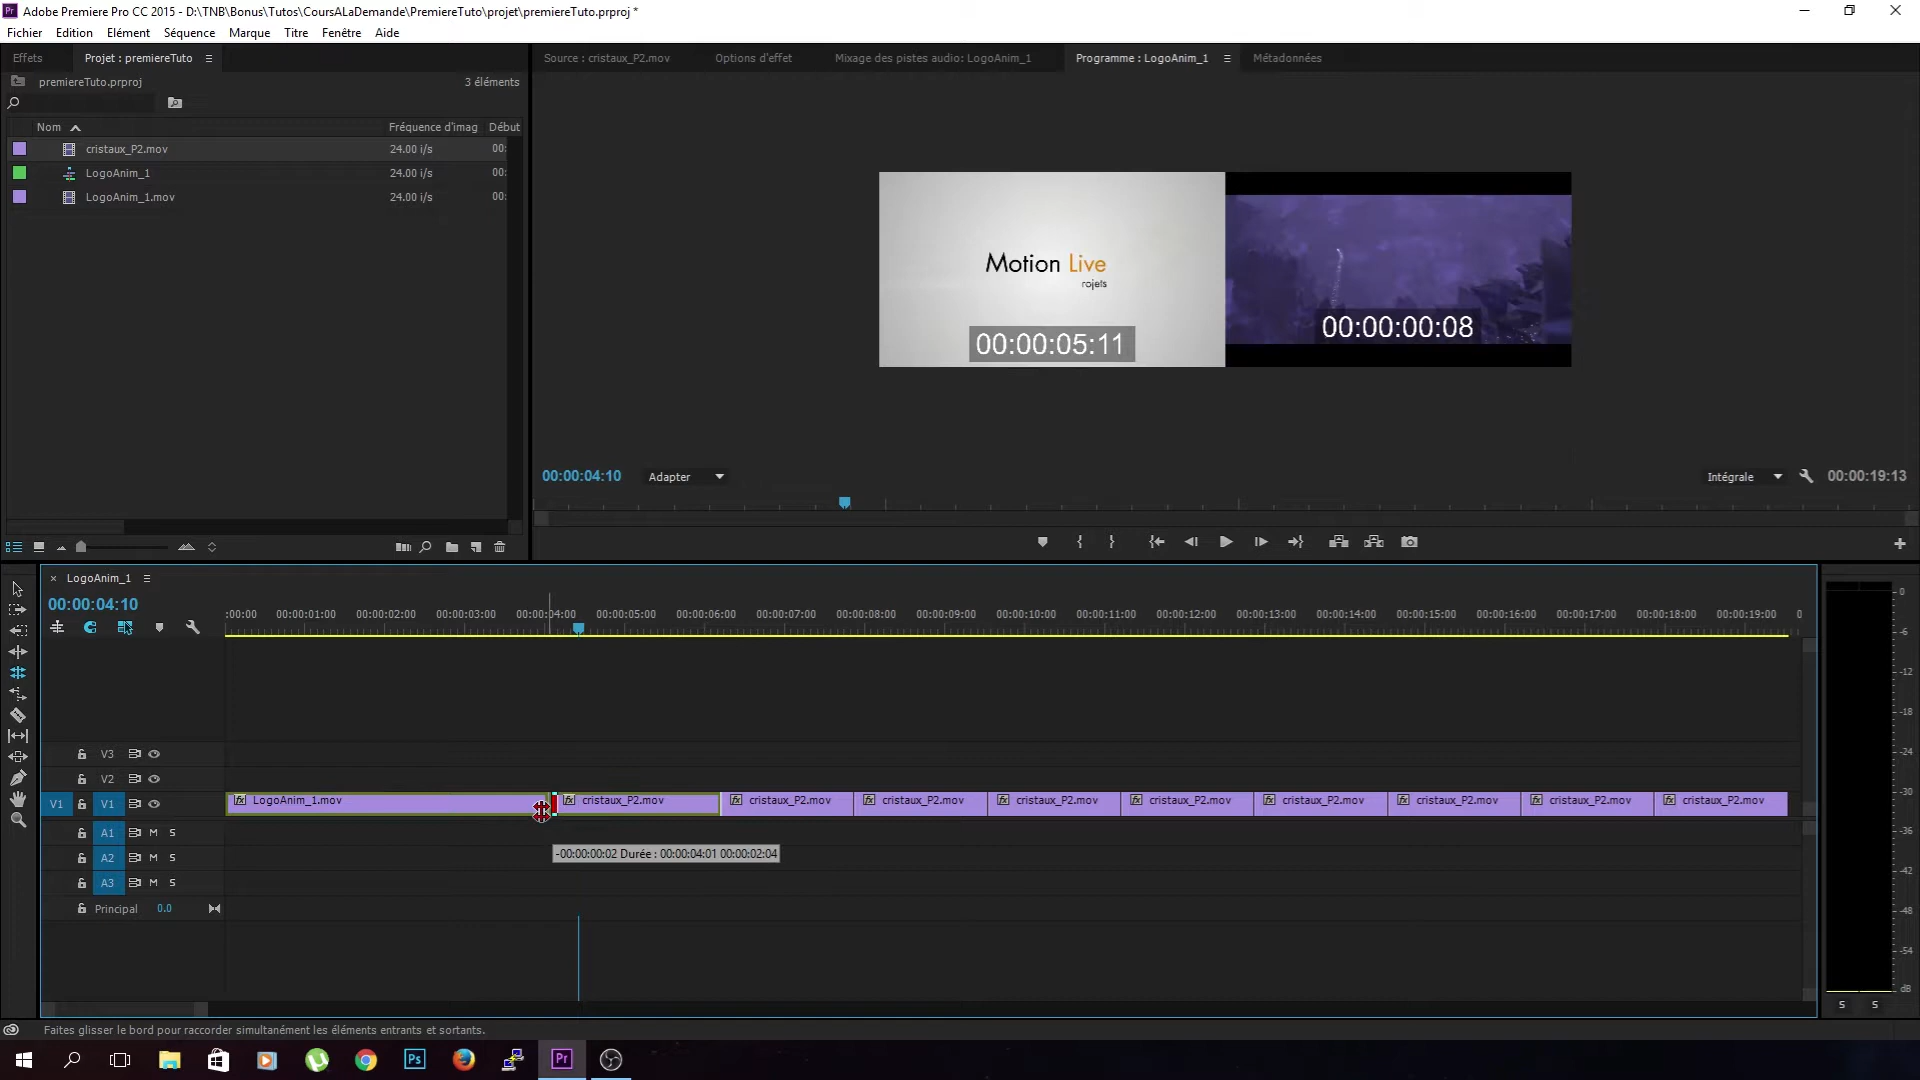 Adobe Premiere Pro CC 2015 - D:\TNB\Bonus\Tutos\CoursALaDemande\PremiereTuto\projet\premiereTuto.prproj *
Fichier Edition Elément Séquence Marque Titre Fenêtre Aide
Effets Projet : premiereTuto
premiereTuto.prproj 3 éléments
Nom Fréquence d'imag Début
cristaux_P2.mov 24.00 i/s 00:
LogoAnim_1 24.00 i/s 00:
LogoAnim_1.mov 24.00 i/s 00:
Source : cristaux_P2.mov Options d'effet Mixage des pistes audio: LogoAnim_1 Programme : LogoAnim_1 Métadonnées
Motion Live
rojets
00:00:05:11
00:00:00:08
00:00:04:10 Adapter Intégrale 00:00:19:13
× LogoAnim_1
00:00:04:10
:00:00 00:00:01:00 00:00:02:00 00:00:03:00 00:00:04:00 00:00:05:00 00:00:06:00 00:00:07:00 00:00:08:00 00:00:09:00 00:00:10:00 00:00:11:00 00:00:12:00 00:00:13:00 00:00:14:00 00:00:15:00 00:00:16:00 00:00:17:00 00:00:18:00 00:00:19:00 0
V3
V2
V1 V1 LogoAnim_1.mov cristaux_P2.mov cristaux_P2.mov cristaux_P2.mov cristaux_P2.mov cristaux_P2.mov cristaux_P2.mov cristaux_P2.mov cristaux_P2.mov cristaux_P2.mov
A1 M S
-00:00:00:02 Durée : 00:00:04:01 00:00:02:04
A2 M S
A3 M S
Principal 0.0
0
-6
-12
-18
-24
-30
-36
-42
-48
-54
dB
S S
Faites glisser le bord pour raccorder simultanément les éléments entrants et sortants.
Ps
Pr